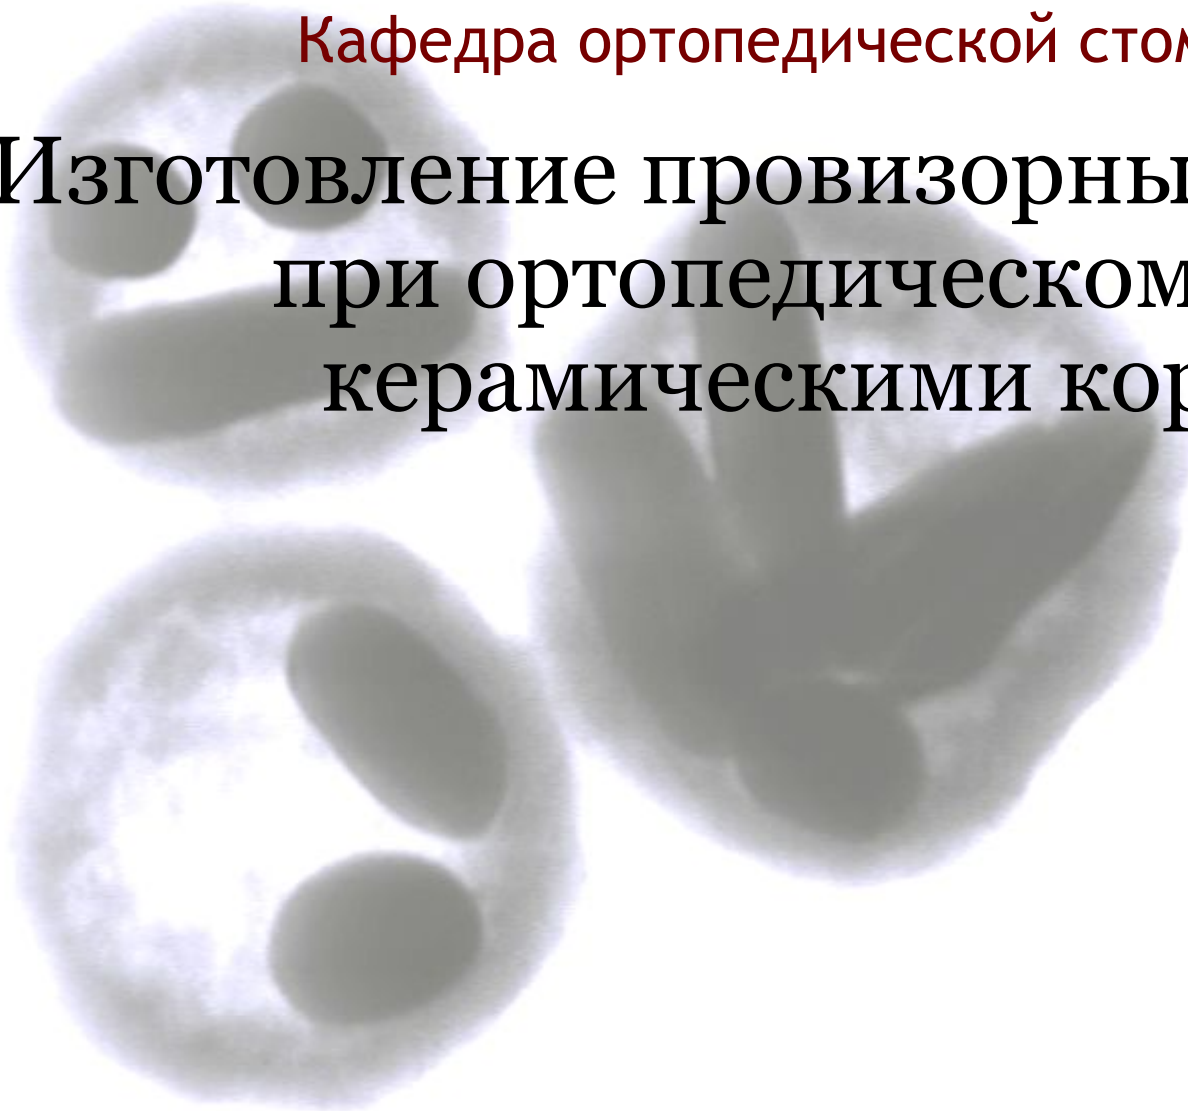 Кафедра ортопедической стом
Изготовление провизорны
при ортопедическом
керамическими кор